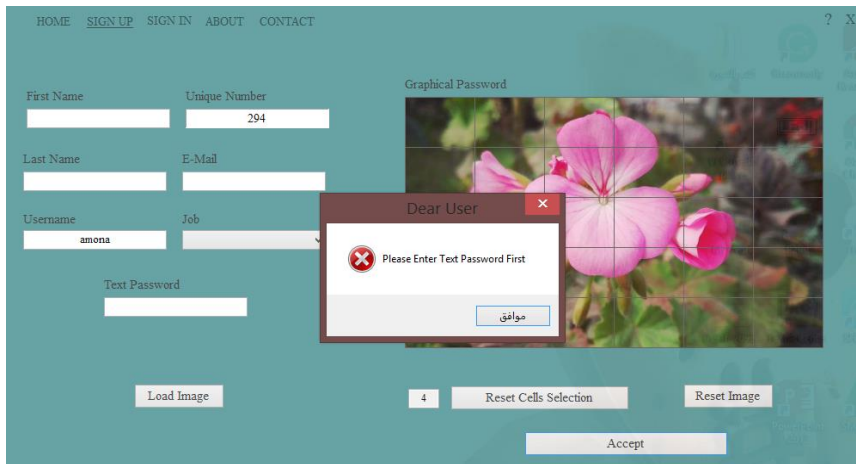 HOME SIGN UP SIGN IN ABOUT CONTACT ? X
First Name Unique Number
294
Last Name E-Mail
Username Job
amona
Text Password
Graphical Password
Dear User
Please Enter Text Password First
موافق
Load Image
4 Reset Cells Selection Reset Image
Accept